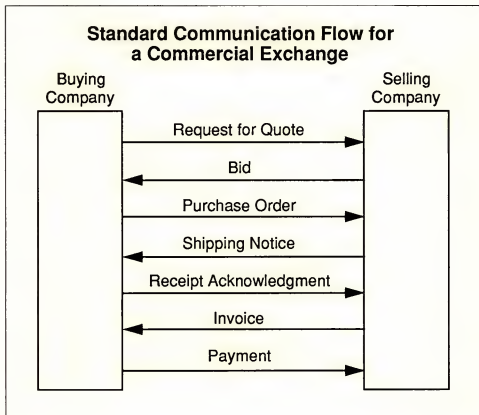 Standard Communication Flow for
a Commercial Exchange
Buying
Company
Selling
Company
Request for Quote
Bid
Purchase Order
Shipping Notice
Receipt Acknowledgment
Invoice
Payment